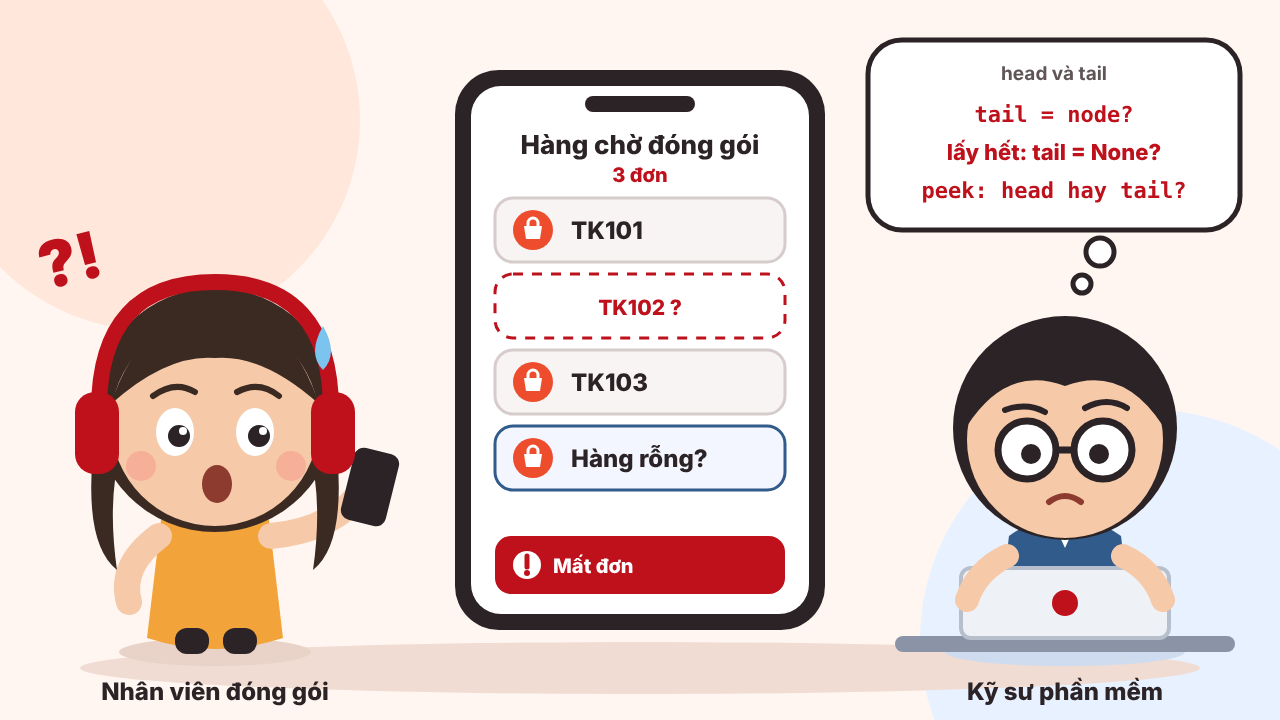 ?!
Nhân viên đóng gói
Hàng chờ đóng gói
3 đơn
TK101
TK102 ?
TK103
Hàng rỗng?
Mất đơn
head và tail
tail = node?
lấy hết: tail = None?
peek: head hay tail?
Kỹ sư phần mềm